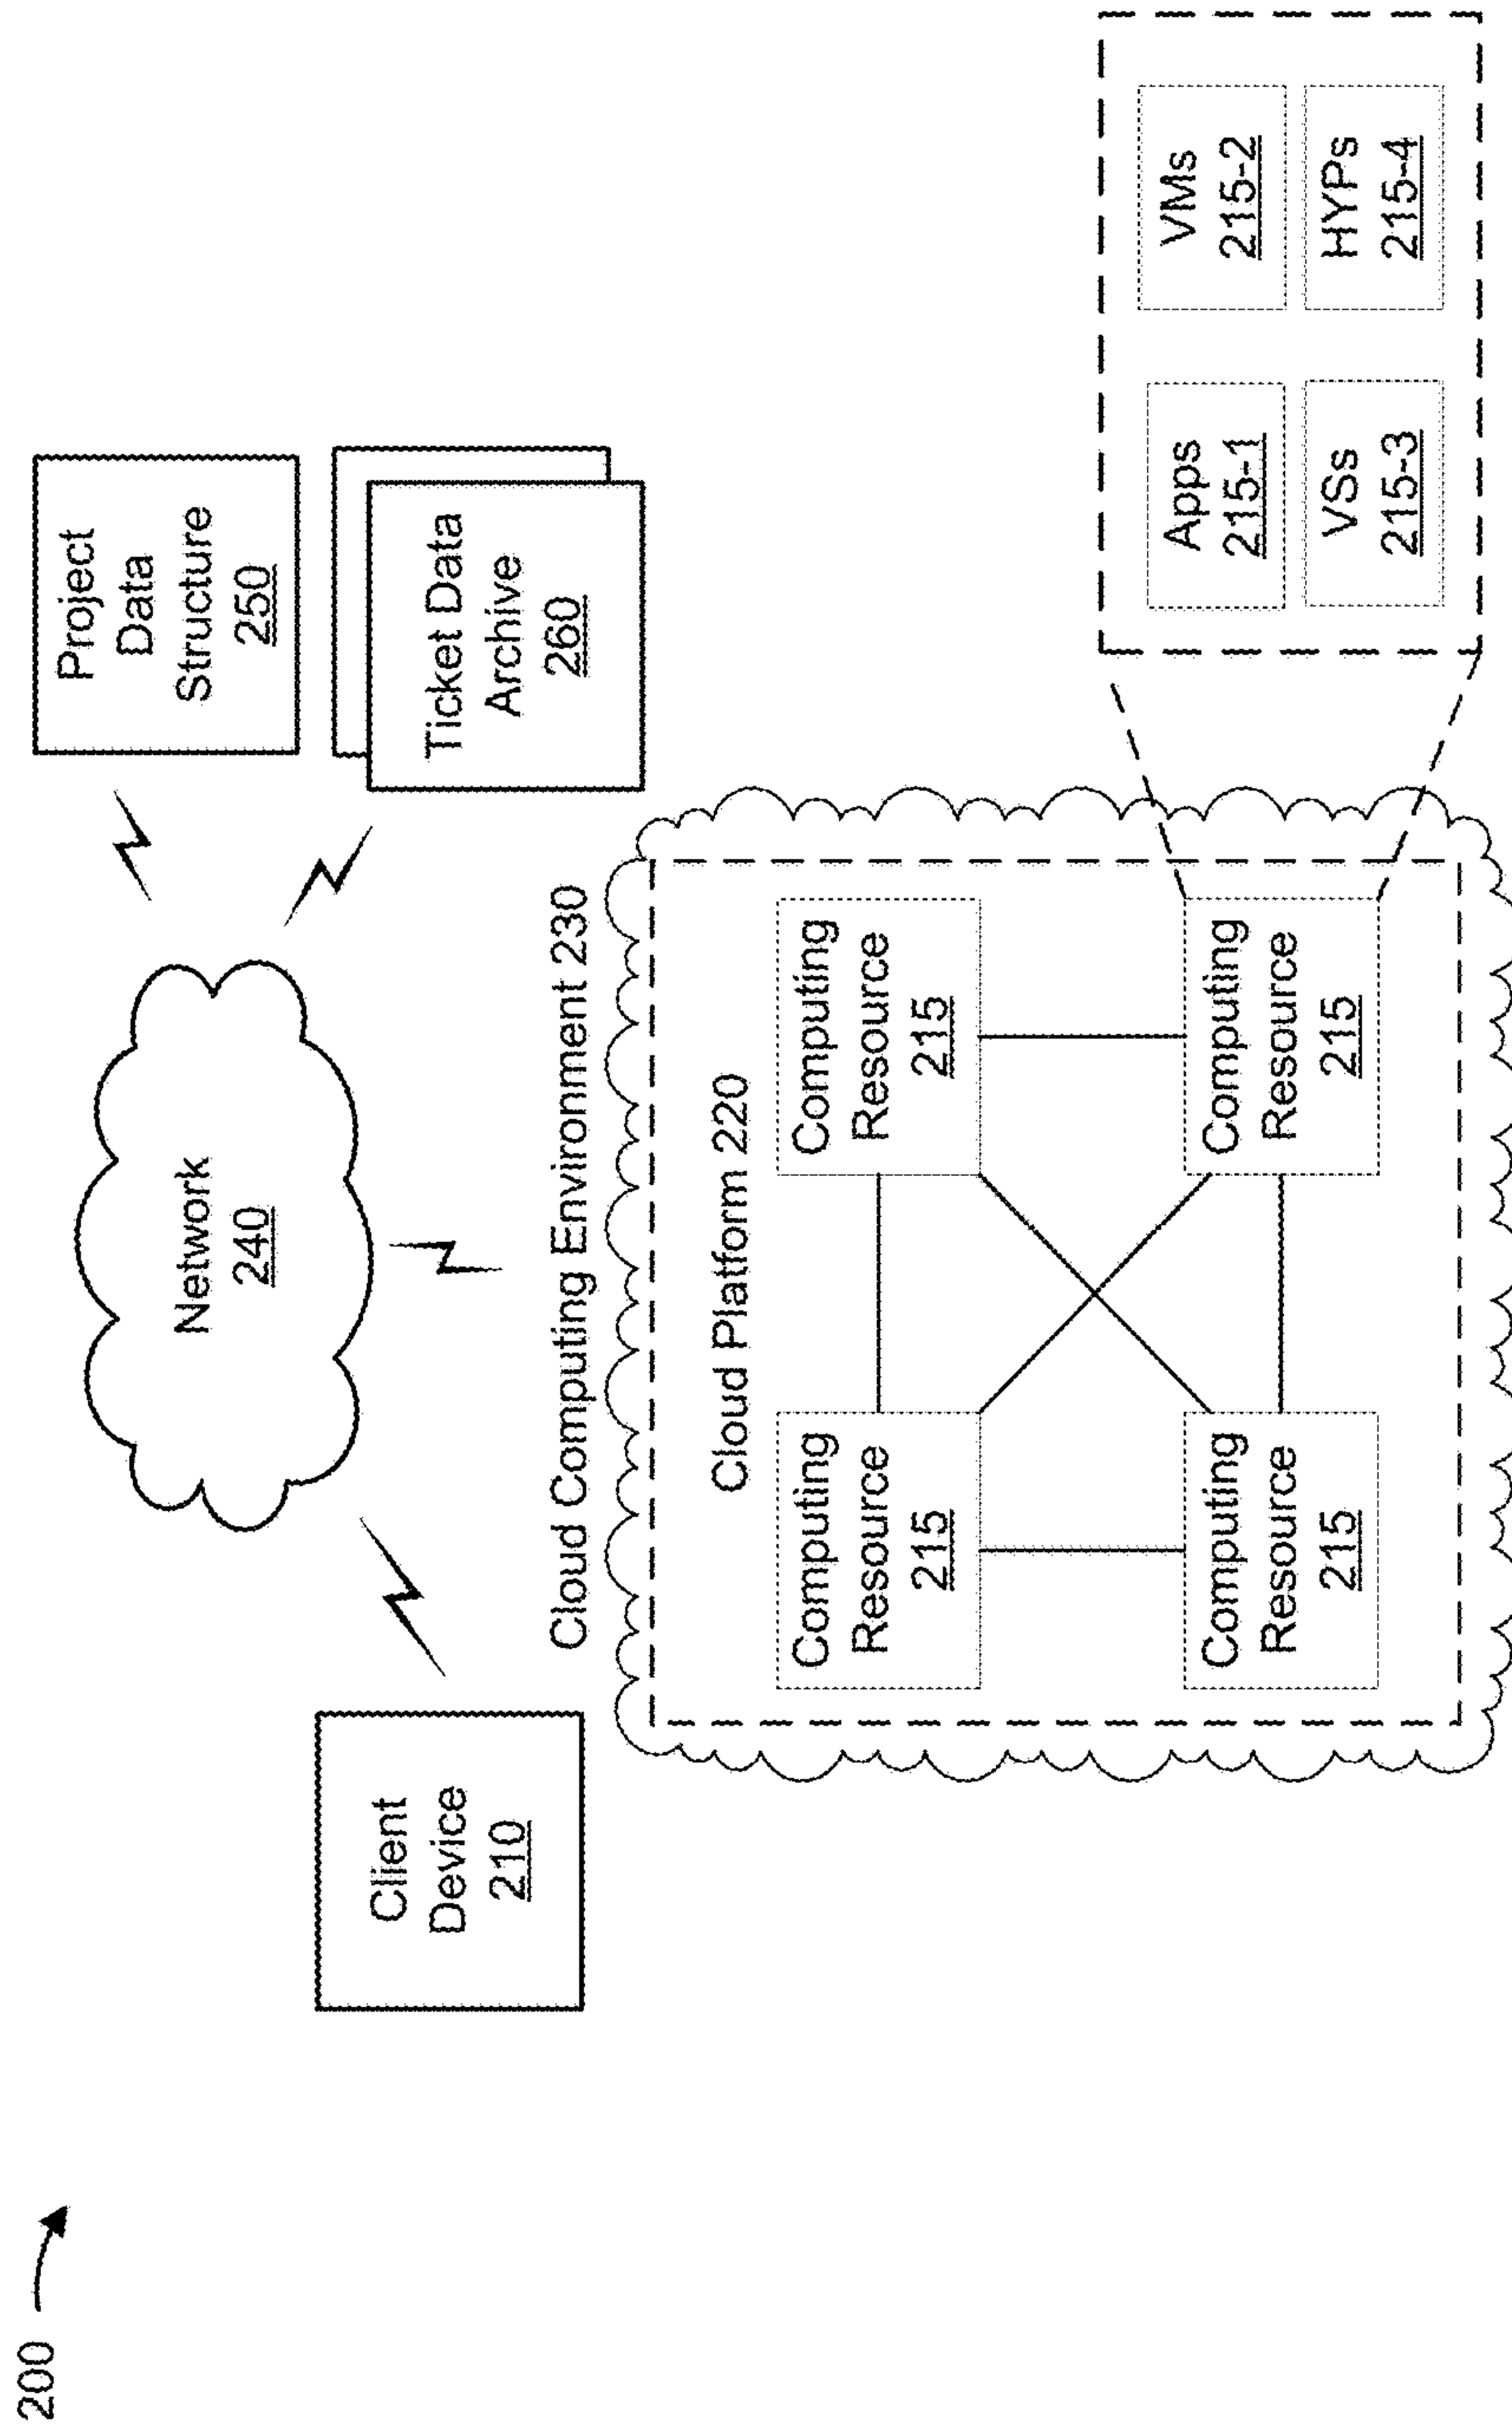 200
Network
240
Project
Data
Structure
250
Client
Device
210
Ticket Data
Archive
260
Cloud Computing Environment 230
Cloud Platform 220
Computing
Resource
215
Computing
Resource
215
Computing
Resource
215
Computing
Resource
215
Apps
215-1
VMs
215-2
VSs
215-3
HYPs
215-4